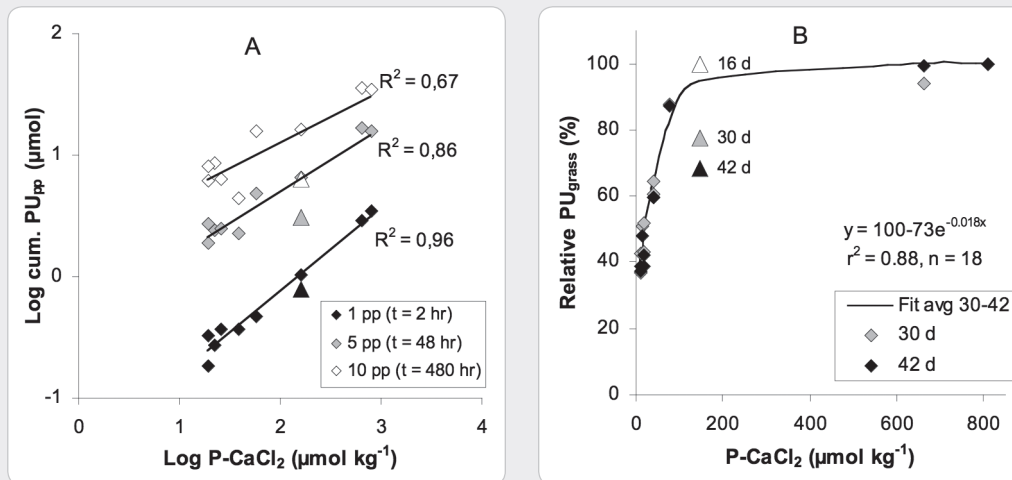 A
2
1
0
-1
0
1
2
3
4
Log cum. PUpp (µmol)
Log P-CaCl2 (µmol kg-1)
R2 = 0,67
R2 = 0,86
R2 = 0,96
1 pp (t = 2 hr)
5 pp (t = 48 hr)
10 pp (t = 480 hr)
B
100
80
60
40
20
0
0
200
400
600
800
Relative PUgrass (%)
P-CaCl2 (µmol kg-1)
16 d
30 d
42 d
y = 100-73e-0.018x
r2 = 0.88, n = 18
Fit avg 30-42
30 d
42 d